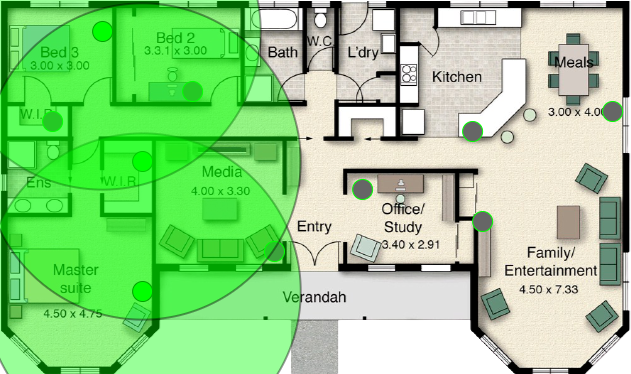 Bed 3
3.00 x 3.00
Bed 2
3.3.1 x 3.00
Bath
W.C
L'dry
Kitchen
Meals
3.00 x 4.00
W.I.R
Ens
W.I.R
Media
4.00 x 3.30
Office/
Study
3.40 x 2.91
Entry
Master
suite
4.50 x 4.75
Family/
Entertainment
4.50 x 7.33
Verandah